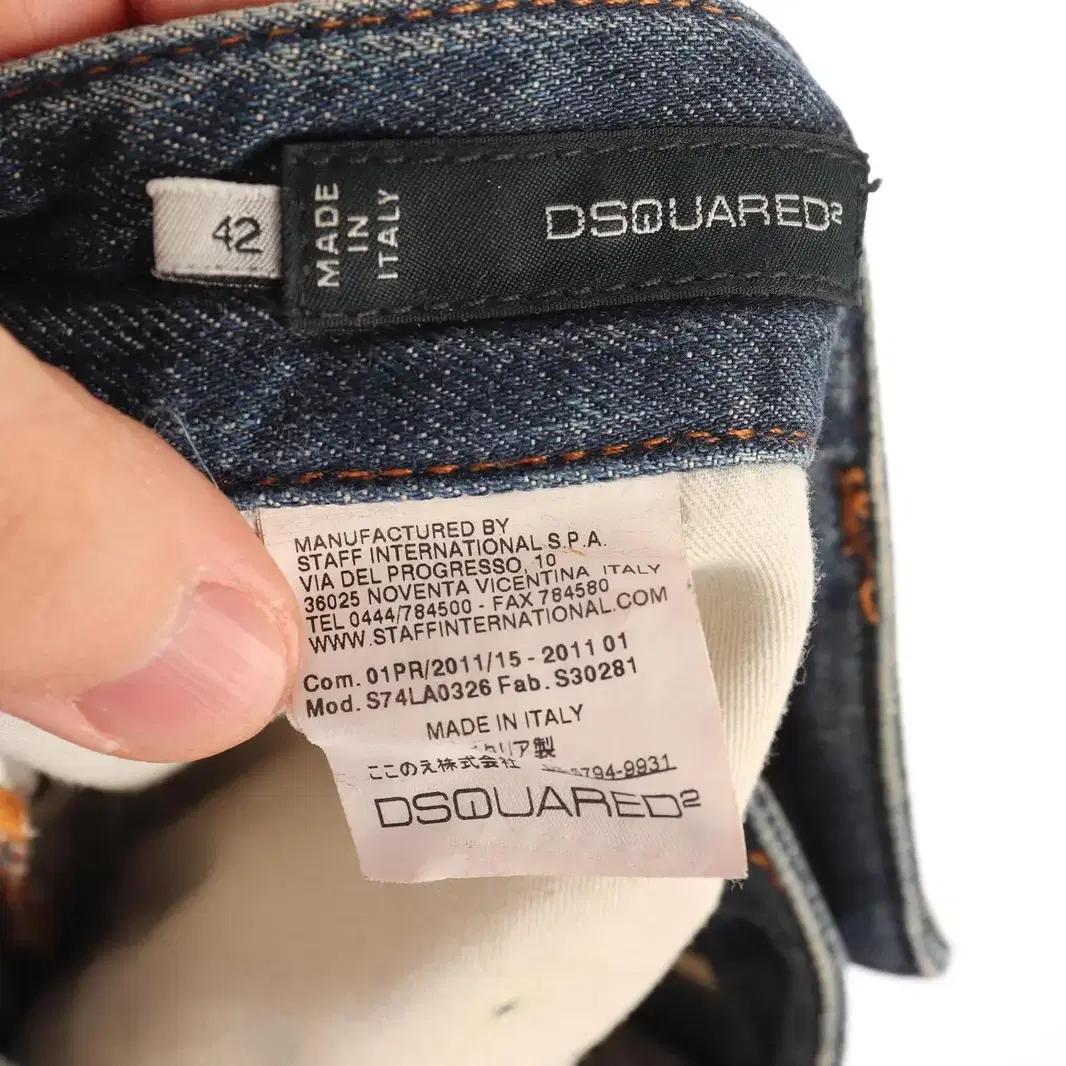 42
MADE
IN
ITALY
DSQUARED2
MANUFACTURED BY
STAFF INTERNATIONAL S.P.A.
VIA DEL PROGRESSO, 10
36025 NOVENTA VICENTINA ITALY
TEL 0444/784500 - FAX 784580
WWW.STAFFINTERNATIONAL.COM
Com. 01PR/2011/15 - 2011 01
Mod. S74LA0326 Fab. S30281
MADE IN ITALY
ここのえ株式会社
DSQUARED2